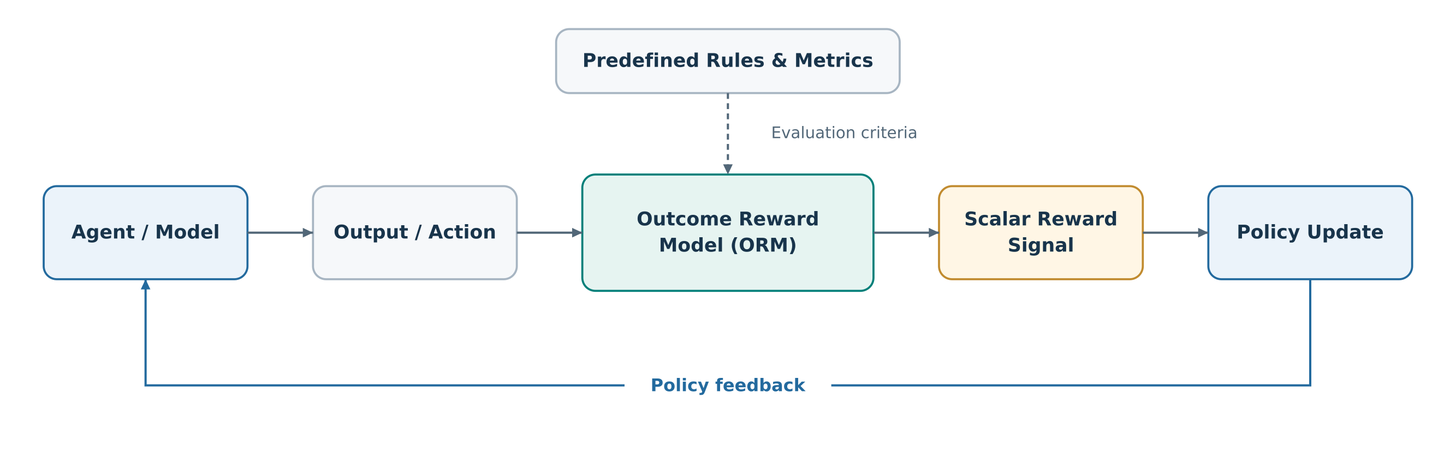 Predefined Rules & Metrics
Evaluation criteria
Agent / Model
Output / Action
Outcome Reward
Model (ORM)
Scalar Reward
Signal
Policy Update
Policy feedback